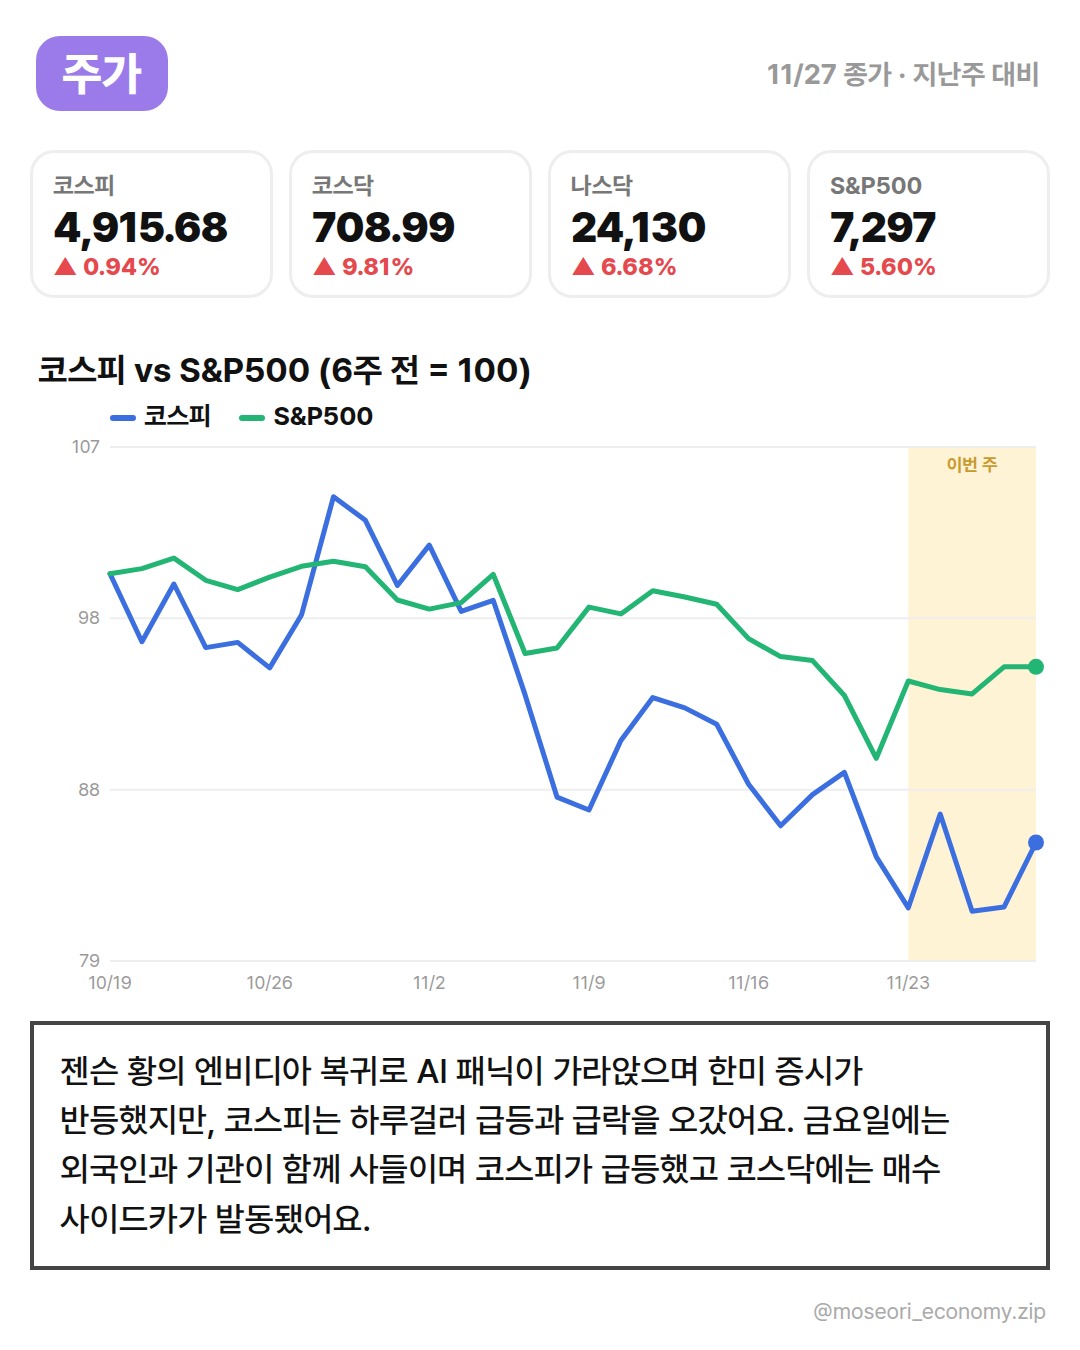 주가
11/27 종가 · 지난주 대비
코스피
4,915.68
▲ 0.94%
코스닥
708.99
▲ 9.81%
나스닥
24,130
▲ 6.68%
S&P500
7,297
▲ 5.60%
코스피 vs S&P500 (6주 전 = 100)
코스피 S&P500
107
이번 주
98
88
79
10/19 10/26 11/2 11/9 11/16 11/23
젠슨 황의 엔비디아 복귀로 AI 패닉이 가라앉으며 한미 증시가
반등했지만, 코스피는 하루걸러 급등과 급락을 오갔어요. 금요일에는
외국인과 기관이 함께 사들이며 코스피가 급등했고 코스닥에는 매수
사이드카가 발동됐어요.
@moseori_economy.zip